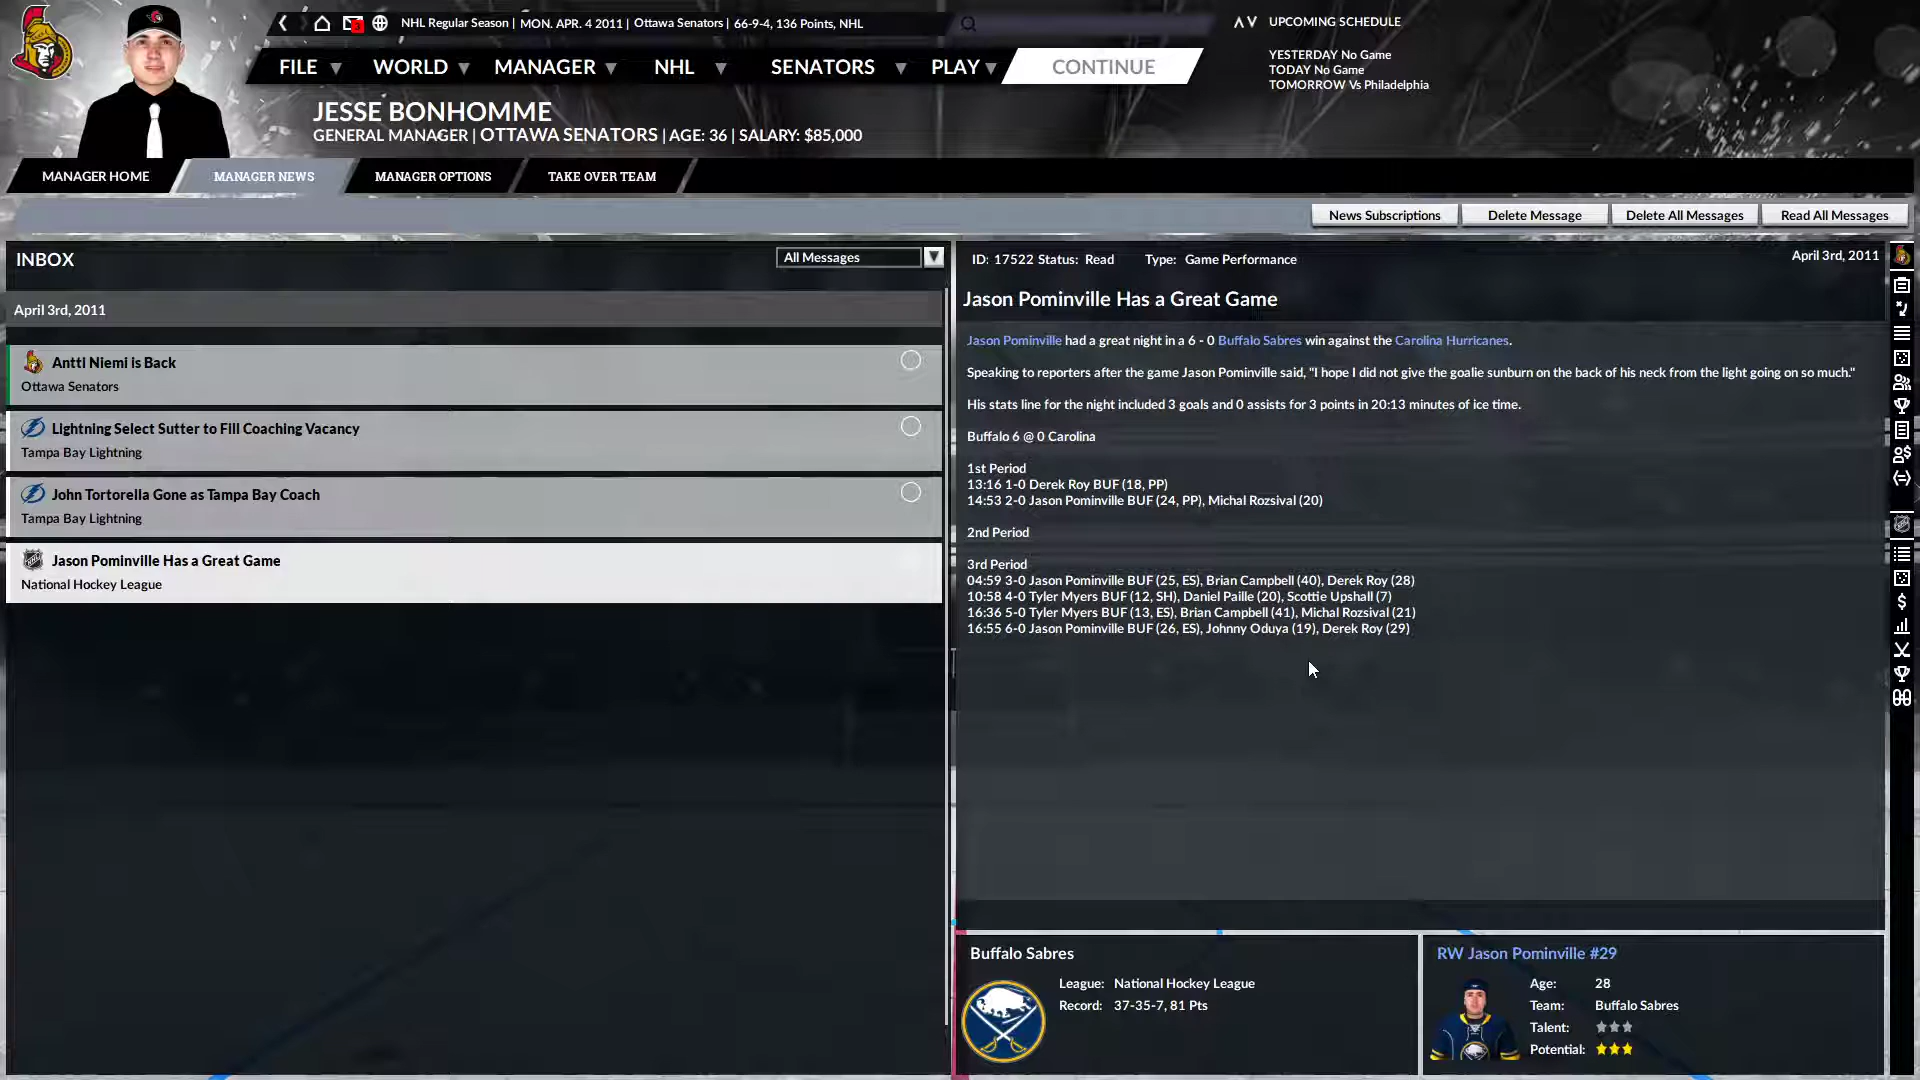 NHL Regular Season | MON. APR. 4 2011 | Ottawa Senators | 66-9-4, 136 Points, NHL
UPCOMING SCHEDULE
YESTERDAY No Game
TODAY No Game
TOMORROW Vs Philadelphia
FILE WORLD MANAGER NHL SENATORS PLAY CONTINUE
JESSE BONHOMME
GENERAL MANAGER | OTTAWA SENATORS | AGE: 36 | SALARY: $85,000
MANAGER HOME MANAGER NEWS MANAGER OPTIONS TAKE OVER TEAM
News Subscriptions Delete Message Delete All Messages Read All Messages
INBOX
All Messages
April 3rd, 2011
Antti Niemi is Back
Ottawa Senators
Lightning Select Sutter to Fill Coaching Vacancy
Tampa Bay Lightning
John Tortorella Gone as Tampa Bay Coach
Tampa Bay Lightning
Jason Pominville Has a Great Game
National Hockey League
ID: 17522 Status: Read Type: Game Performance
April 3rd, 2011
Jason Pominville Has a Great Game
Jason Pominville had a great night in a 6 - 0 Buffalo Sabres win against the Carolina Hurricanes.
Speaking to reporters after the game Jason Pominville said, "I hope I did not give the goalie sunburn on the back of his neck from the light going on so much."
His stats line for the night included 3 goals and 0 assists for 3 points in 20:13 minutes of ice time.
Buffalo 6 @ 0 Carolina
1st Period
13:16 1-0 Derek Roy BUF (18, PP)
14:53 2-0 Jason Pominville BUF (24, PP), Michal Rozsival (20)
2nd Period
3rd Period
04:59 3-0 Jason Pominville BUF (25, ES), Brian Campbell (40), Derek Roy (28)
10:58 4-0 Tyler Myers BUF (12, SH), Daniel Paille (20), Scottie Upshall (7)
16:36 5-0 Tyler Myers BUF (13, ES), Brian Campbell (41), Michal Rozsival (21)
16:55 6-0 Jason Pominville BUF (26, ES), Johnny Oduya (19), Derek Roy (29)
Buffalo Sabres
League: National Hockey League
Record: 37-35-7, 81 Pts
RW Jason Pominville #29
Age: 28
Team: Buffalo Sabres
Talent:
Potential: